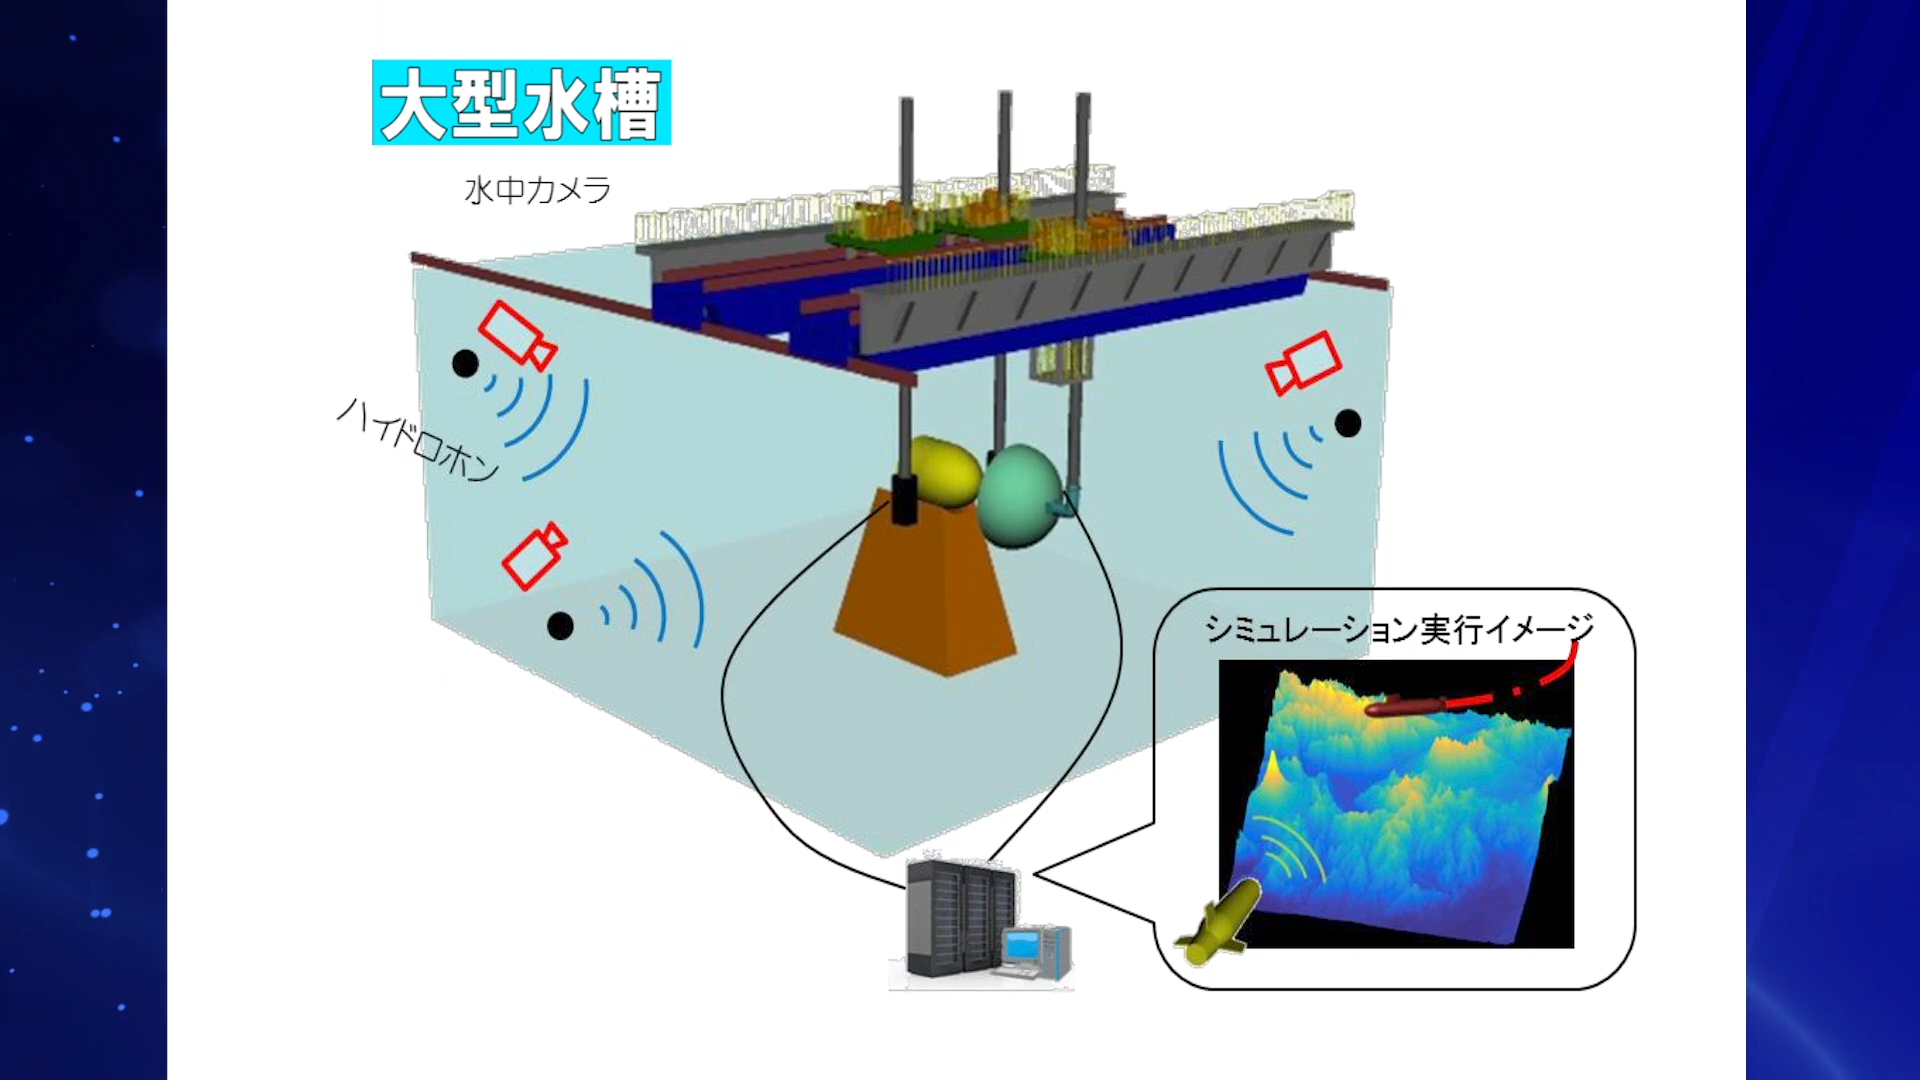 大型水槽
水中カメラ
ハイドロホン
シミュレーション実行イメージ